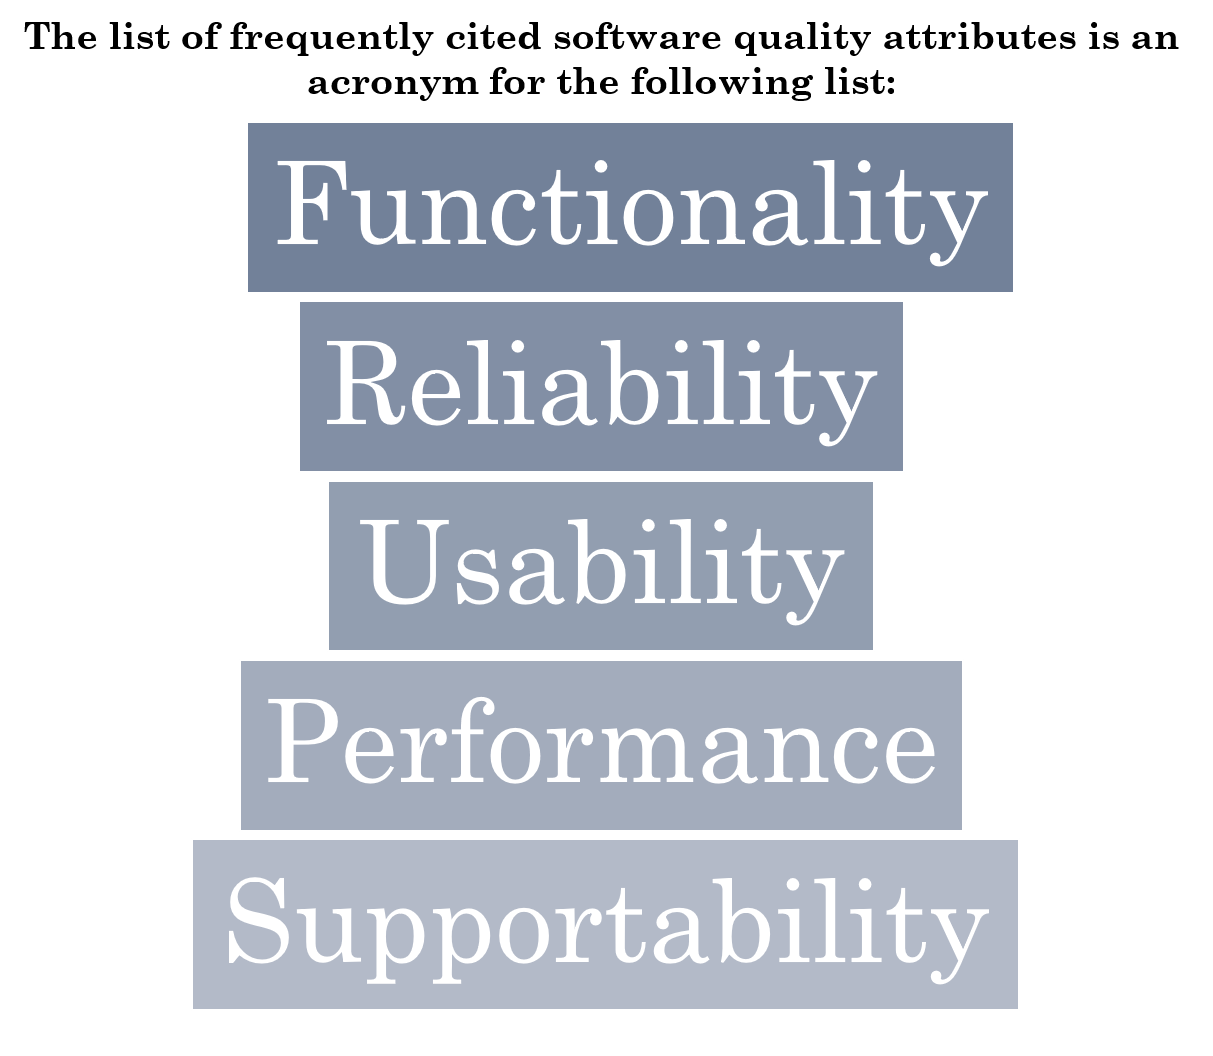 The list of frequently cited software quality attributes is an
acronym for the following list:
Functionality
Reliability
Usability
Performance
Supportability